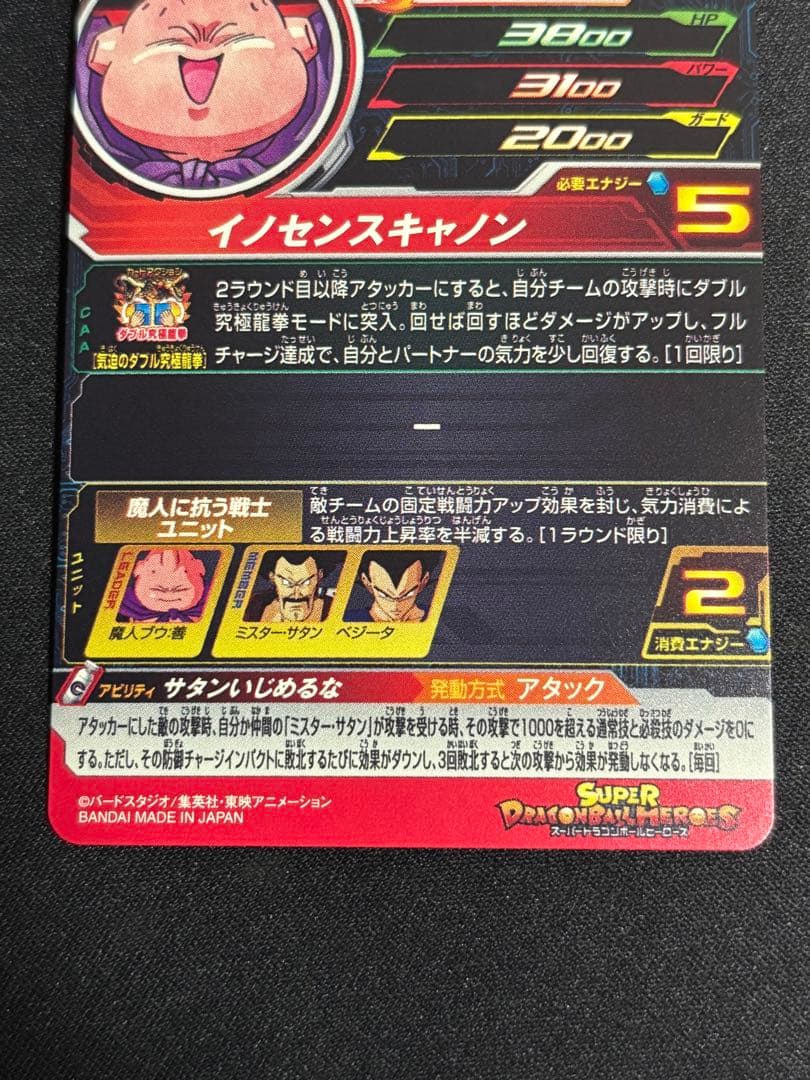 3800
HP
3100
パワー
2000
ガード
必要エナジー
5
イノセンスキャノン
CAA
カードアクション
ダブル究極龍拳
[気迫のダブル究極龍拳]
2ラウンド目以降アタッカーにすると、自分チームの攻撃時にダブル
究極龍拳モードに突入。回せば回すほどダメージがアップし、フル
チャージ達成で、自分とパートナーの気力を少し回復する。[1回限り]
ー
ユニット
魔人に抗う戦士
ユニット
敵チームの固定戦闘力アップ効果を封じ、気力消費によ
る戦闘力上昇率を半減する。[1ラウンド限り]
LEADER
魔人ブウ:善
MEMBER
ミスター・サタン
ベジータ
2
消費エナジー
アビリティ サタンいじめるな 発動方式 アタック
アタッカーにした敵の攻撃時、自分か仲間の「ミスター・サタン」が攻撃を受ける時、その攻撃で1000を超える通常技と必殺技のダメージを0に
する。ただし、その防御チャージインパクトに敗北するたびに効果がダウンし、3回敗北すると次の攻撃から効果が発動しなくなる。[毎回]
©バードスタジオ/集英社・東映アニメーション
BANDAI MADE IN JAPAN
SUPER
DRAGONBALL HEROES
スーパードラゴンボールヒーローズ